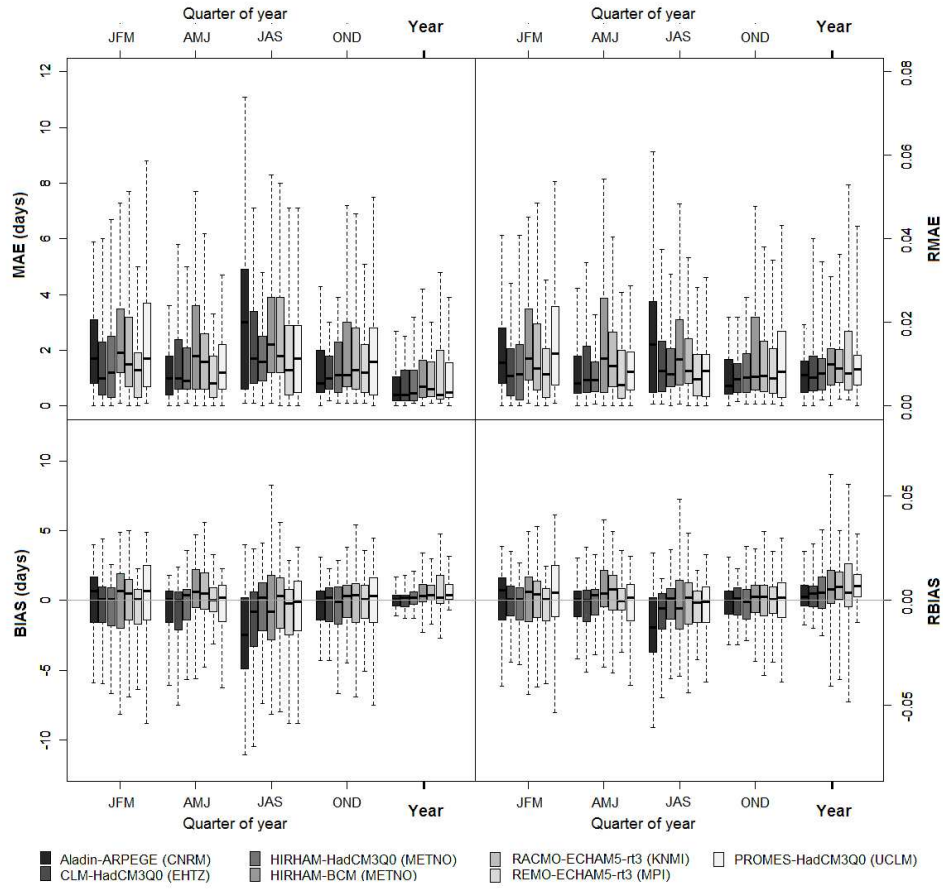 Quarter of year
Year
Quarter of year
Year
JFM AMJ JAS OND
JFM AMJ JAS OND
12
10
8
6
4
2
0
MAE (days)
0.08
0.06
0.04
0.02
0.00
RMAE
10
5
0
-5
-10
BIAS (days)
0.05
0.00
-0.05
RBIAS
JFM AMJ JAS OND Year
JFM AMJ JAS OND Year
Quarter of year
Quarter of year
Aladin-ARPEGE (CNRM)
CLM-HadCM3Q0 (EHTZ)
HIRHAM-HadCM3Q0 (METNO)
HIRHAM-BCM (METNO)
RACMO-ECHAM5-rt3 (KNMI)
REMO-ECHAM5-rt3 (MPI)
PROMES-HadCM3Q0 (UCLM)